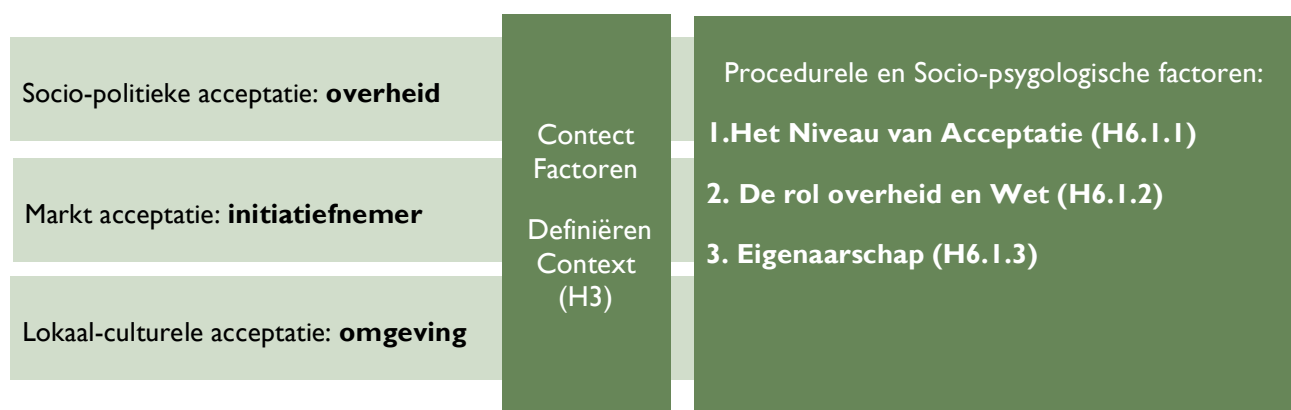 Socio-politieke acceptatie: overheid
Markt acceptatie: initiatiefnemer
Lokaal-culturele acceptatie: omgeving
Contect
Factoren
Definiëren
Context
(H3)
Procedurele en Socio-psygologische factoren:
1.Het Niveau van Acceptatie (H6.1.1)
2. De rol overheid en Wet (H6.1.2)
3. Eigenaarschap (H6.1.3)